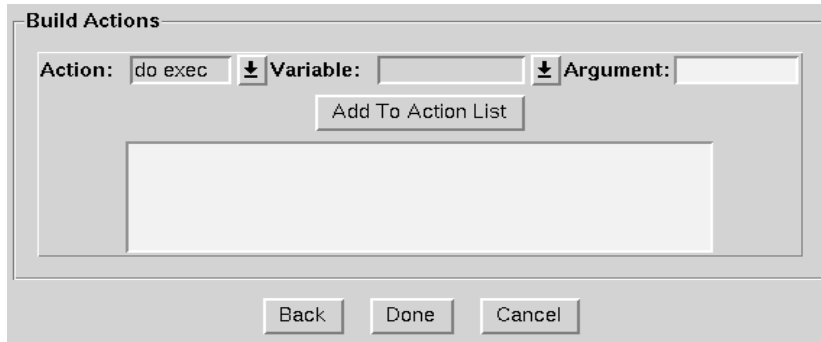 Build Actions
Action: do exec Variable: Argument:
Add To Action List
Back Done Cancel